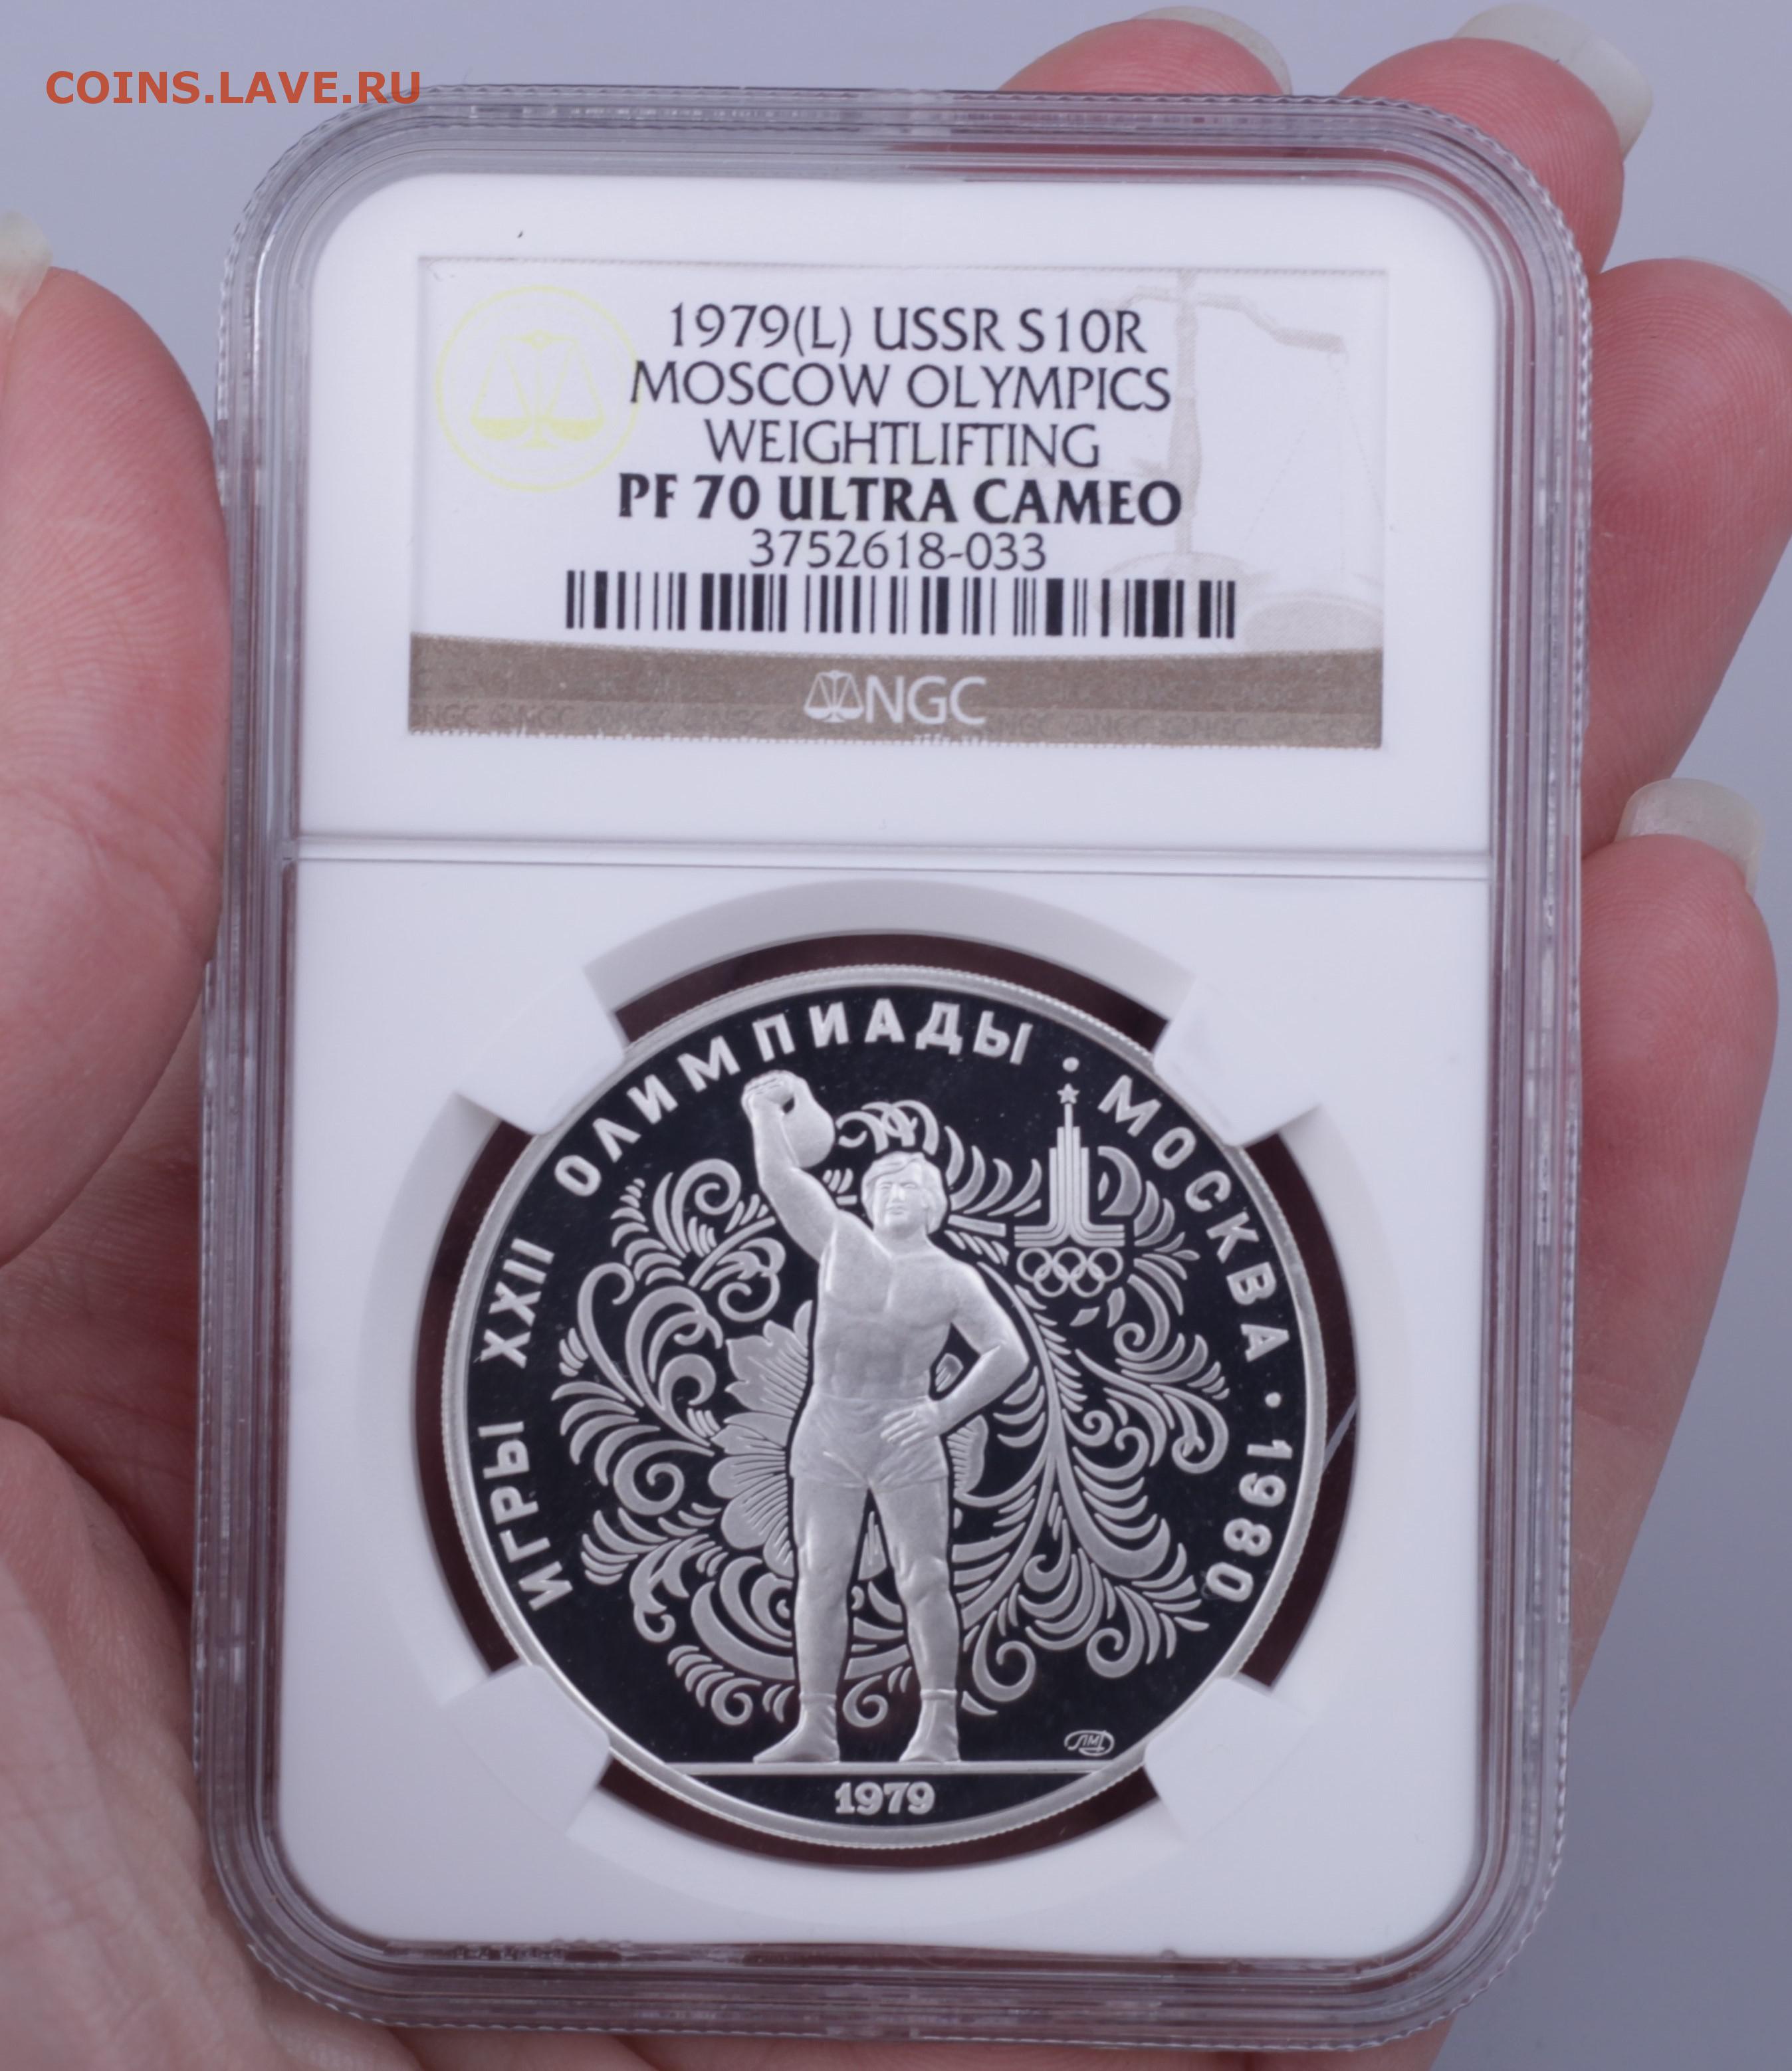 COINS.LAVE.RU
1979(L) USSR S10R
MOSCOW OLYMPICS
WEIGHTLIFTING
PF 70 ULTRA CAMEO
3752618-033
NGC
ИГРЫ XXII ОЛИМПИАДЫ · МОСКВА · 1980
ЛМД
1979